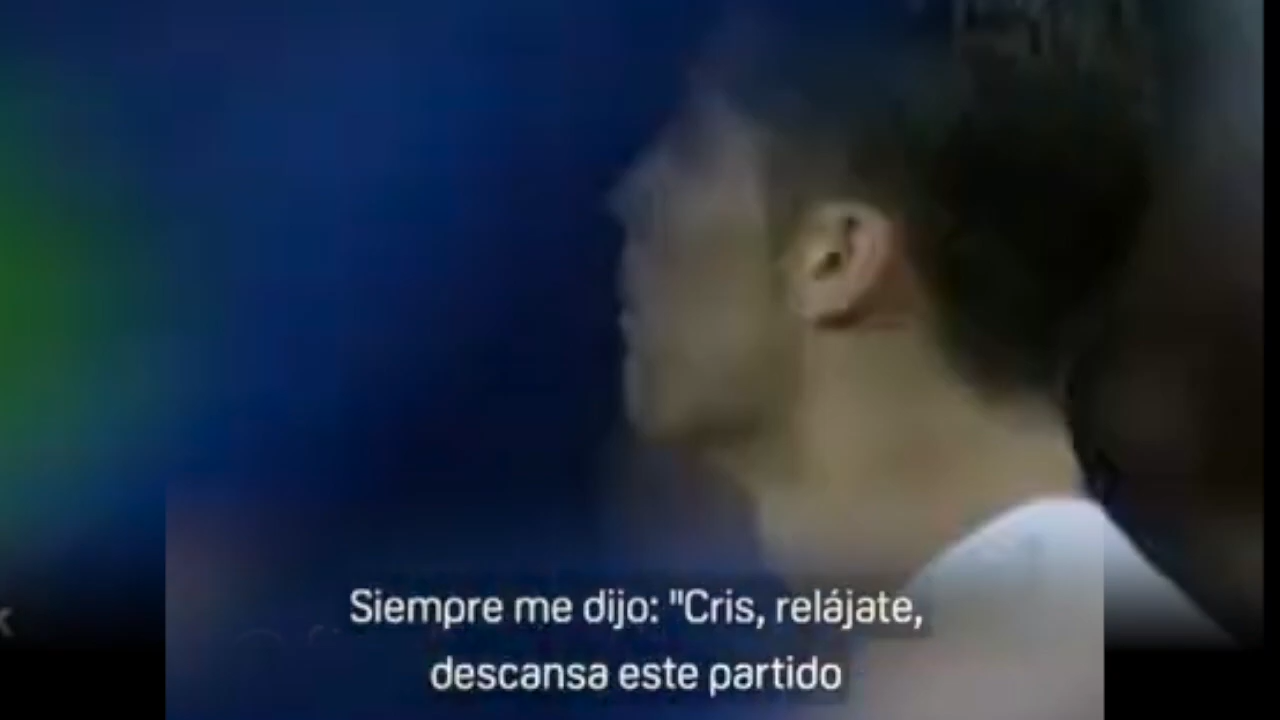 Siempre me dijo: "Cris, relájate,
descansa este partido